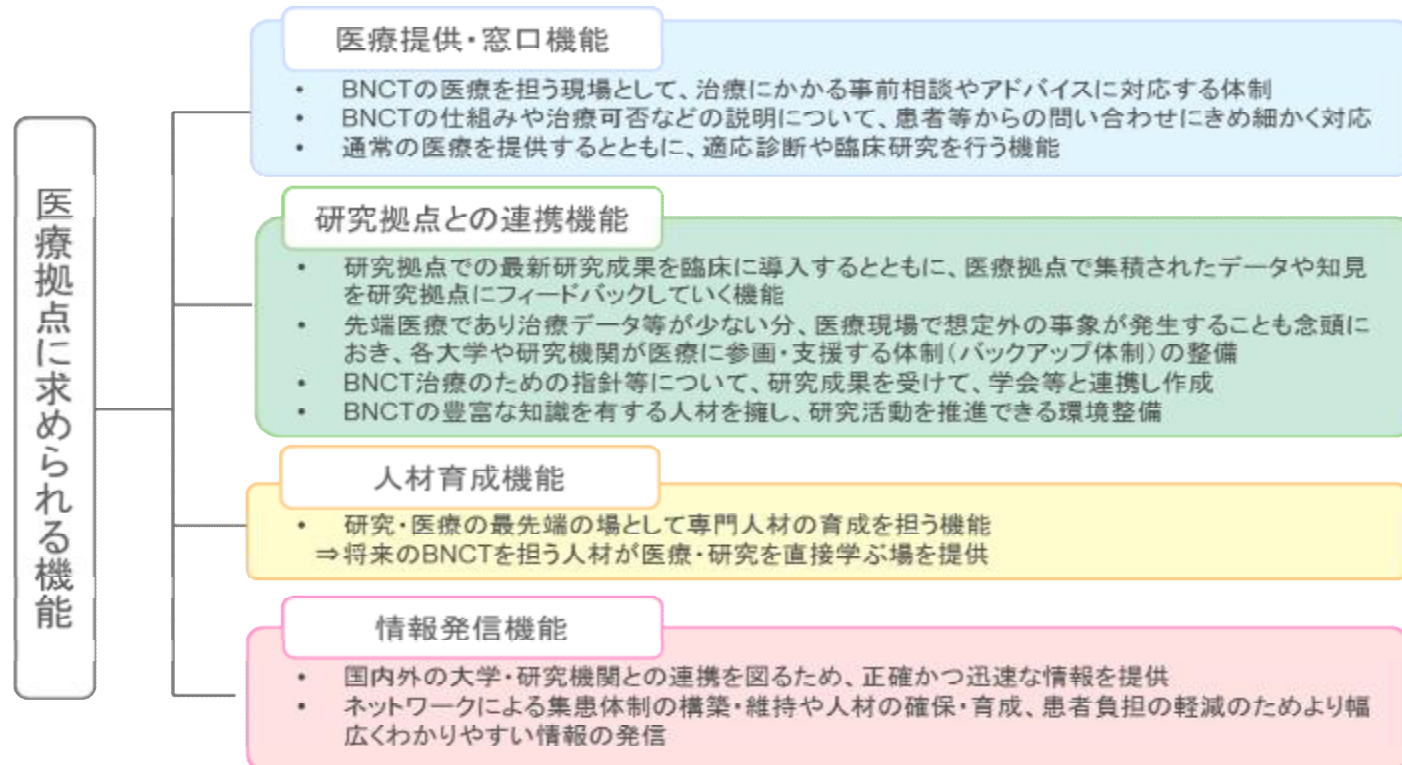 医療拠点に求められる機能
医療提供・窓口機能
• BNCTの医療を担う現場として、治療にかかる事前相談やアドバイスに対応する体制
• BNCTの仕組みや治療可否などの説明について、患者等からの問い合わせにきめ細かく対応
• 通常の医療を提供するとともに、適応診断や臨床研究を行う機能
研究拠点との連携機能
• 研究拠点での最新研究成果を臨床に導入するとともに、医療拠点で集積されたデータや知見
を研究拠点にフィードバックしていく機能
• 先端医療であり治療データ等が少ない分、医療現場で想定外の事象が発生することも念頭に
おき、各大学や研究機関が医療に参画・支援する体制(バックアップ体制)の整備
• BNCT治療のための指針等について、研究成果を受けて、学会等と連携し作成
• BNCTの豊富な知識を有する人材を擁し、研究活動を推進できる環境整備
人材育成機能
• 研究・医療の最先端の場として専門人材の育成を担う機能
⇒将来のBNCTを担う人材が医療・研究を直接学ぶ場を提供
情報発信機能
• 国内外の大学・研究機関との連携を図るため、正確かつ迅速な情報を提供
• ネットワークによる集患体制の構築・維持や人材の確保・育成、患者負担の軽減のためより幅
広くわかりやすい情報の発信